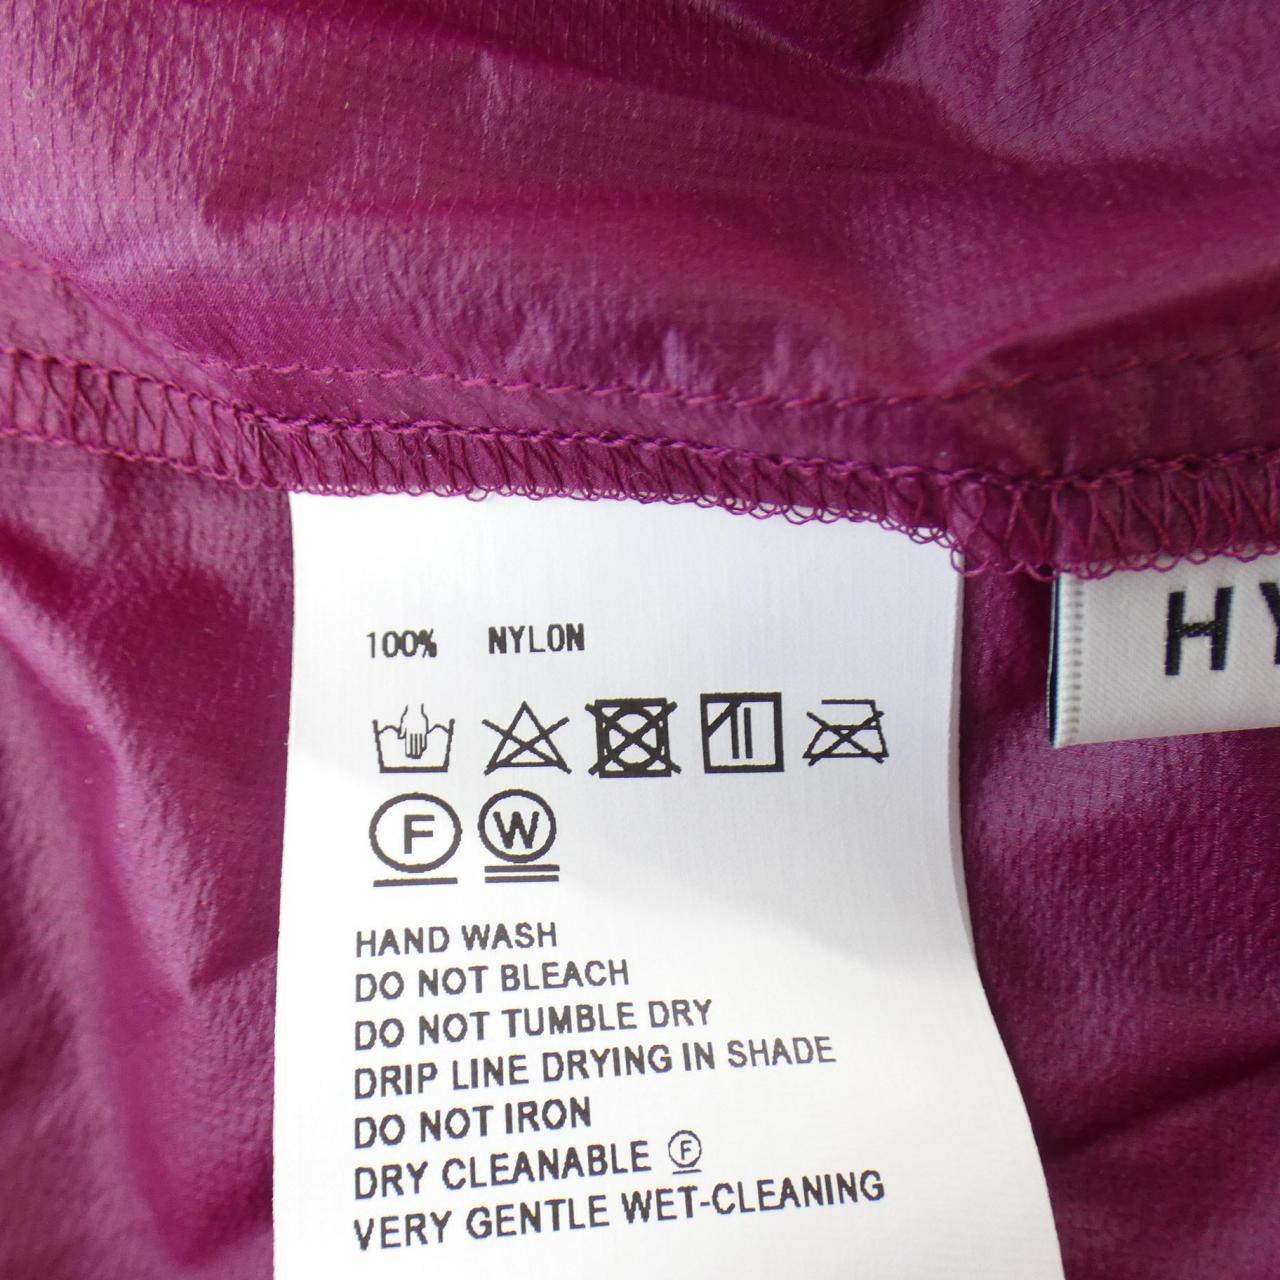 100% NYLON
F W
HAND WASH
DO NOT BLEACH
DO NOT TUMBLE DRY
DRIP LINE DRYING IN SHADE
DO NOT IRON
DRY CLEANABLE Ⓕ
VERY GENTLE WET-CLEANING
HY